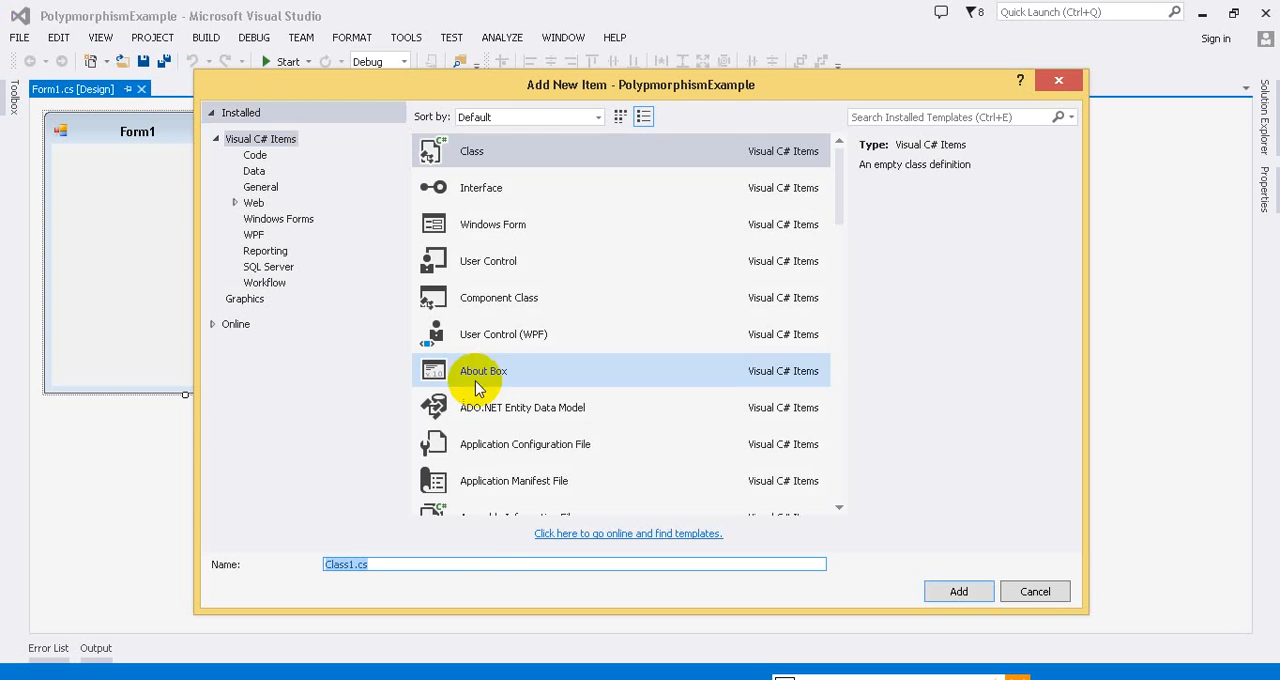 PolypmorphismExample - Microsoft Visual Studio
8
Quick Launch (Ctrl+Q)
FILE EDIT VIEW PROJECT BUILD DEBUG TEAM FORMAT TOOLS TEST ANALYZE WINDOW HELP
Sign in
Start
Debug
Toolbox
Form1.cs [Design]
Form1
Add New Item - PolypmorphismExample
?
Installed
Visual C# Items
Code
Data
General
Web
Windows Forms
WPF
Reporting
SQL Server
Workflow
Graphics
Online
Sort by: Default
Class Visual C# Items
Interface Visual C# Items
Windows Form Visual C# Items
User Control Visual C# Items
Component Class Visual C# Items
User Control (WPF) Visual C# Items
About Box Visual C# Items
ADO.NET Entity Data Model Visual C# Items
Application Configuration File Visual C# Items
Application Manifest File Visual C# Items
Click here to go online and find templates.
Search Installed Templates (Ctrl+E)
Type: Visual C# Items
An empty class definition
Name: Class1.cs
Add Cancel
Solution Explorer
Properties
Error List Output